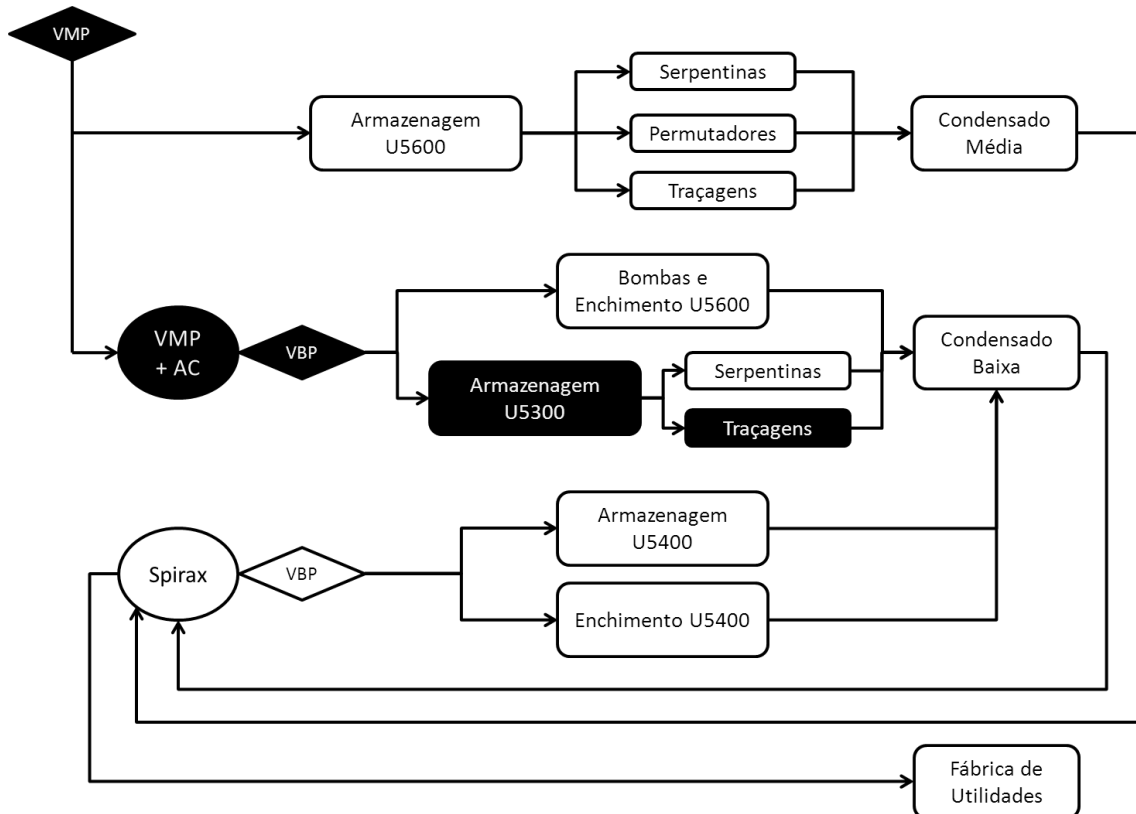 VMP
Armazenagem
U5600
Serpentinas
Permutadores
Traçagens
Condensado
Média
VMP
+ AC
VBP
Bombas e
Enchimento U5600
Armazenagem
U5300
Serpentinas
Traçagens
Condensado
Baixa
Spirax
VBP
Armazenagem
U5400
Enchimento U5400
Fábrica de
Utilidades